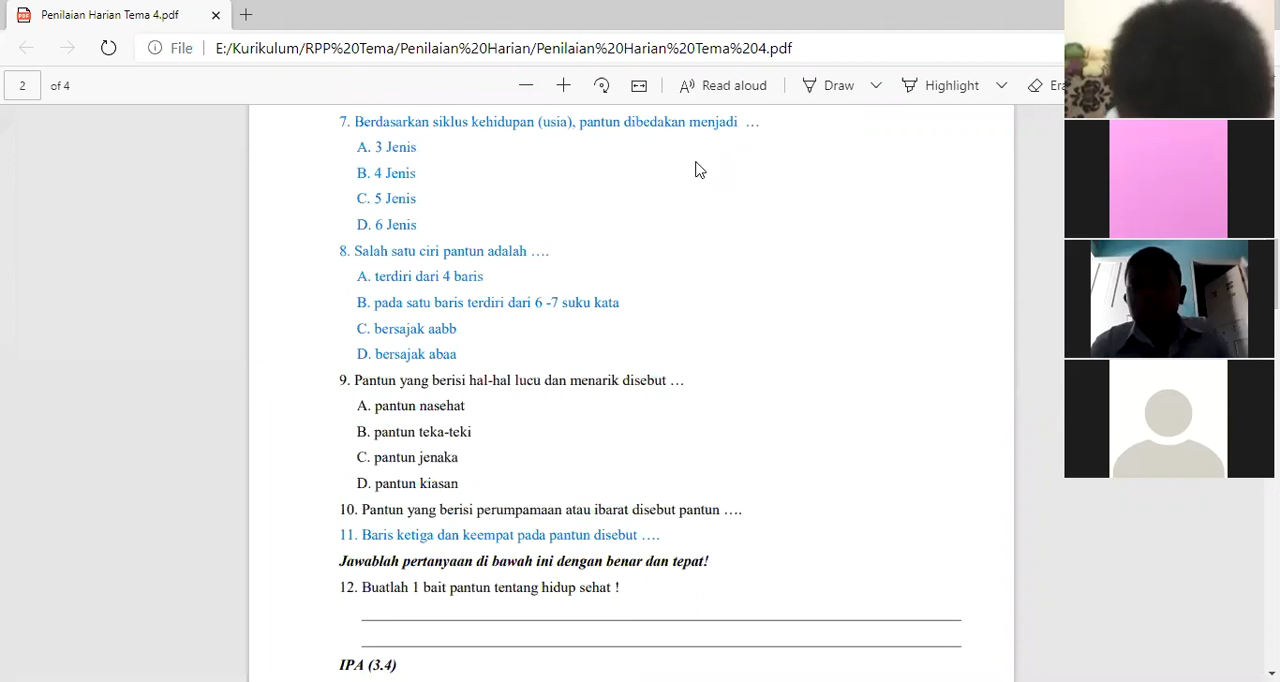 Penilaian Harian Tema 4.pdf
File E:/Kurikulum/RPP%20Tema/Penilaian%20Harian/Penilaian%20Harian%20Tema%204.pdf
2 of 4 Read aloud Draw Highlight Era
7. Berdasarkan siklus kehidupan (usia), pantun dibedakan menjadi …
A. 3 Jenis
B. 4 Jenis
C. 5 Jenis
D. 6 Jenis
8. Salah satu ciri pantun adalah ….
A. terdiri dari 4 baris
B. pada satu baris terdiri dari 6 -7 suku kata
C. bersajak aabb
D. bersajak abaa
9. Pantun yang berisi hal-hal lucu dan menarik disebut …
A. pantun nasehat
B. pantun teka-teki
C. pantun jenaka
D. pantun kiasan
10. Pantun yang berisi perumpamaan atau ibarat disebut pantun ….
11. Baris ketiga dan keempat pada pantun disebut ….
Jawablah pertanyaan di bawah ini dengan benar dan tepat!
12. Buatlah 1 bait pantun tentang hidup sehat !
IPA (3.4)